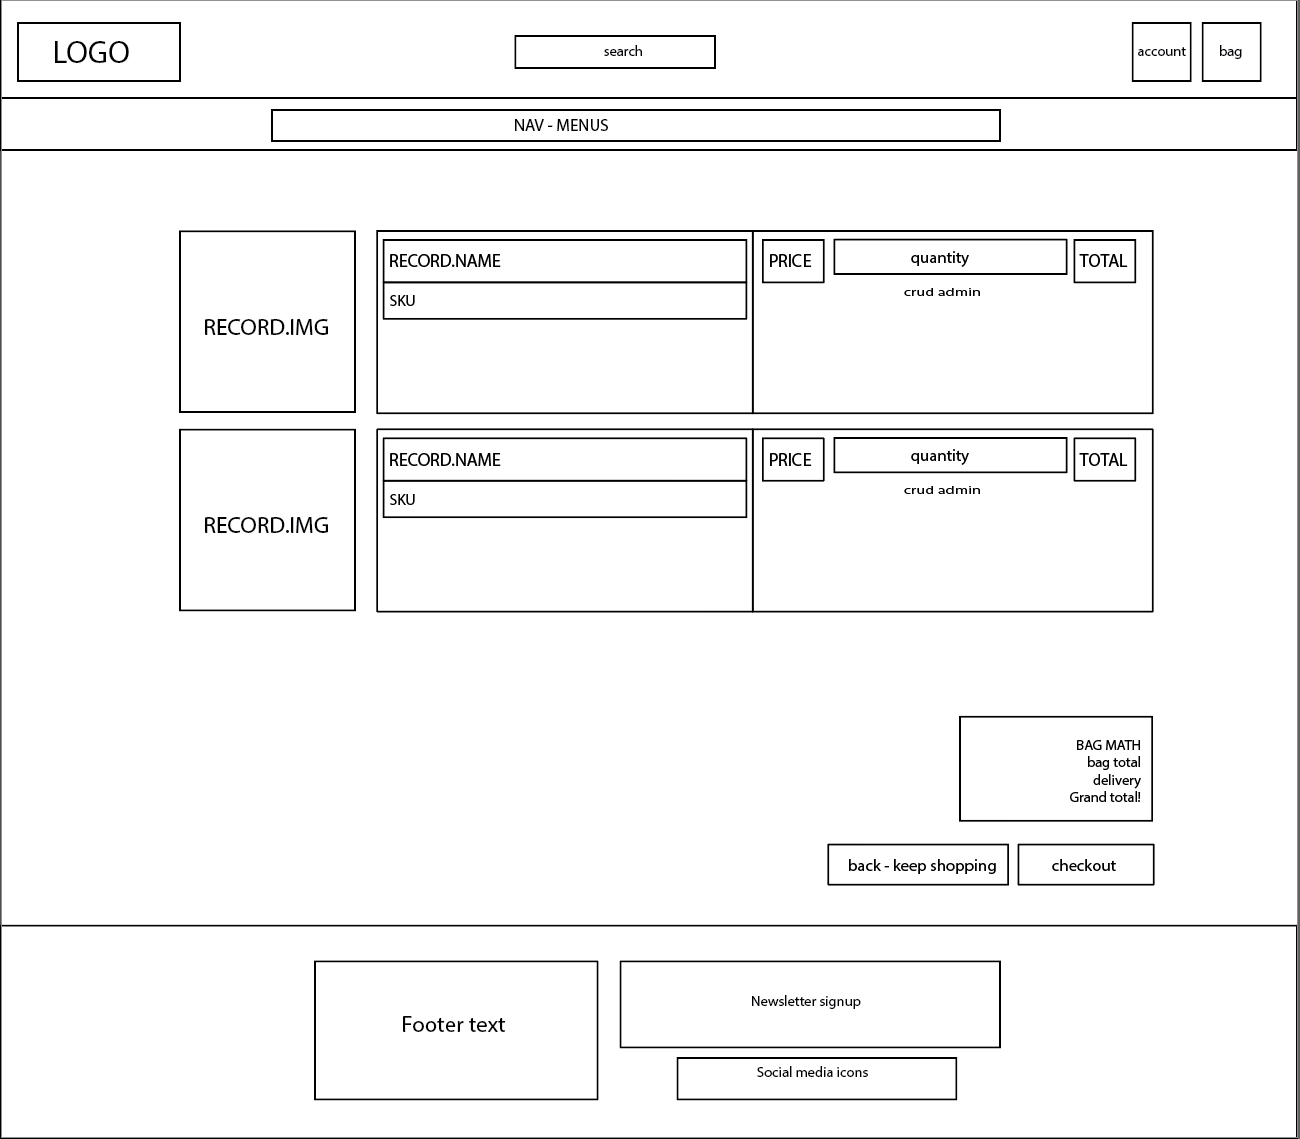 LOGO
search
account
bag
NAV - MENUS
RECORD.IMG
RECORD.NAME
SKU
PRICE
quantity
TOTAL
crud admin
RECORD.IMG
RECORD.NAME
SKU
PRICE
quantity
TOTAL
crud admin
BAG MATH
bag total
delivery
Grand total!
back - keep shopping
checkout
Footer text
Newsletter signup
Social media icons